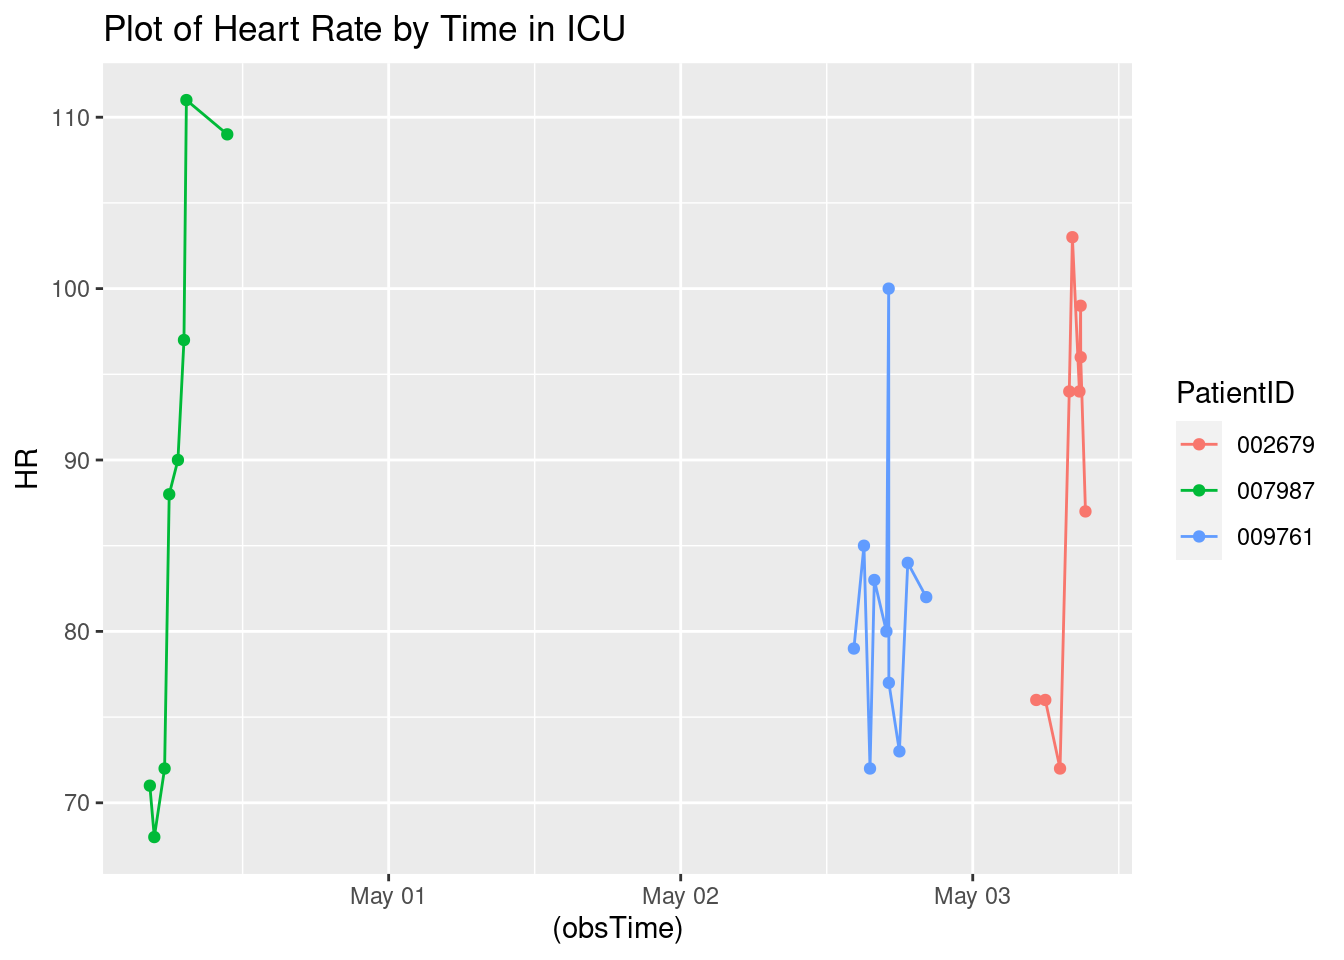 Plot of Heart Rate by Time in ICU
110
100
90
80
70
HR
May 01
May 02
May 03
(obsTime)
PatientID
002679
007987
009761